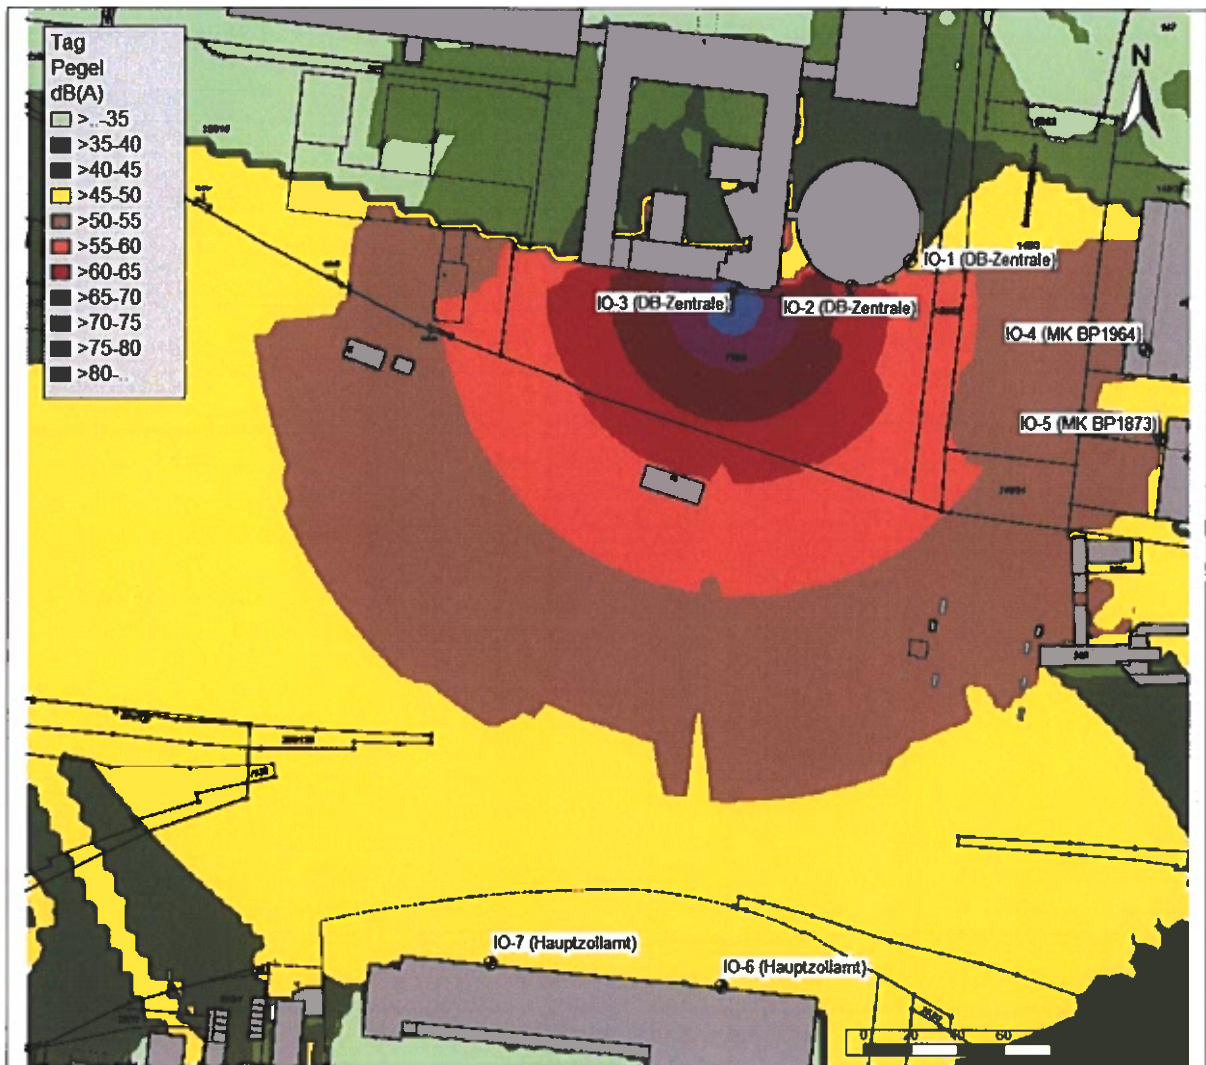 Tag
Pegel
dB(A)
>..-35
>35-40
>40-45
>45-50
>50-55
>55-60
>60-65
>65-70
>70-75
>75-80
>80-..
N
IO-1 (DB-Zentrale)
IO-3 (DB-Zentrale)
IO-2 (DB-Zentrale)
IO-4 (MK BP1964)
IO-5 (MK BP1873)
IO-7 (Hauptzollamt)
IO-6 (Hauptzollamt)
0 20 40 60